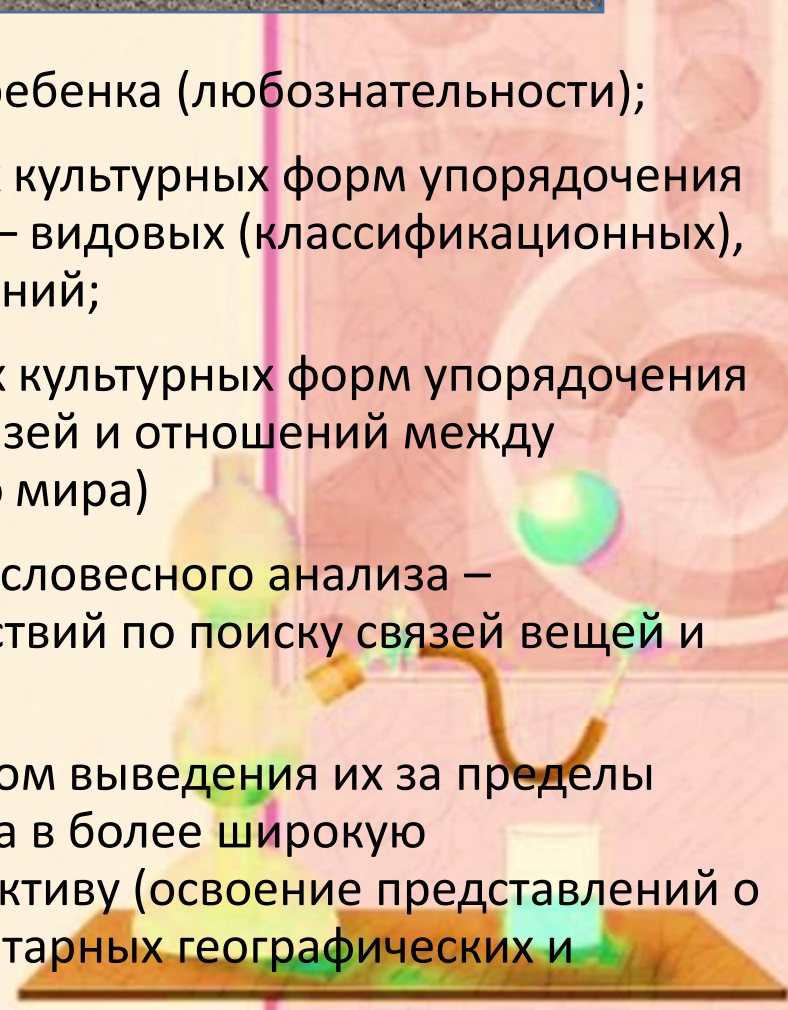 ребенка (любознательности);
х культурных форм упорядочения
– видовых (классификационных),
ний;
х культурных форм упорядочения
зей и отношений между
о мира)
словесного анализа –
ствий по поиску связей вещей и
ом выведения их за пределы
а в более широкую
ктиву (освоение представлений о
тарных географических и